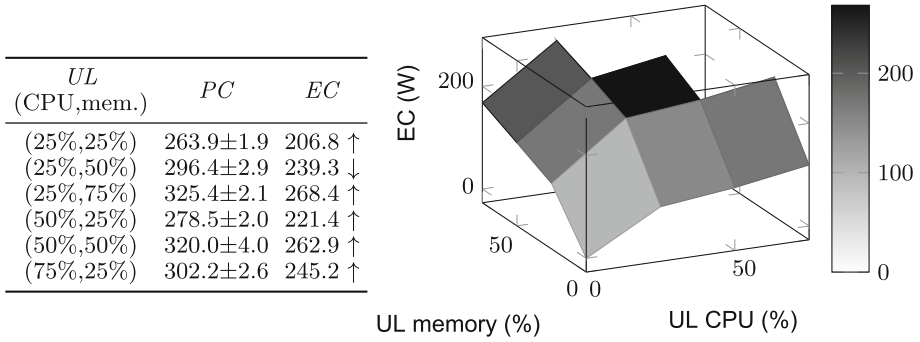 UL
(CPU,mem.) PC EC
(25%,25%) 263.9±1.9 206.8 ↑
(25%,50%) 296.4±2.9 239.3 ↓
(25%,75%) 325.4±2.1 268.4 ↑
(50%,25%) 278.5±2.0 221.4 ↑
(50%,50%) 320.0±4.0 262.9 ↑
(75%,25%) 302.2±2.6 245.2 ↑
EC (W)
200
0
50
0
UL memory (%)
0
50
UL CPU (%)
200
100
0